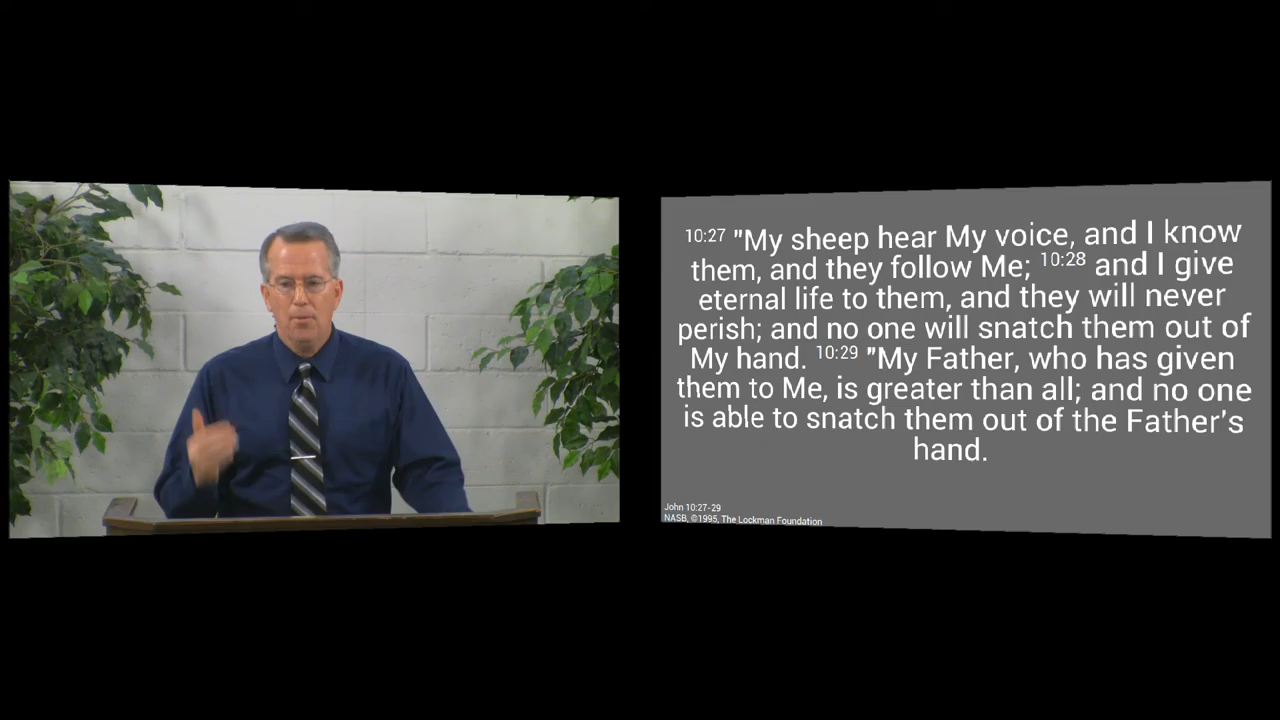 10:27 "My sheep hear My voice, and I know
them, and they follow Me; 10:28 and I give
eternal life to them, and they will never
perish; and no one will snatch them out of
My hand. 10:29 "My Father, who has given
them to Me, is greater than all; and no one
is able to snatch them out of the Father's
hand.
John 10:27-29
NASB, ©1995, The Lockman Foundation